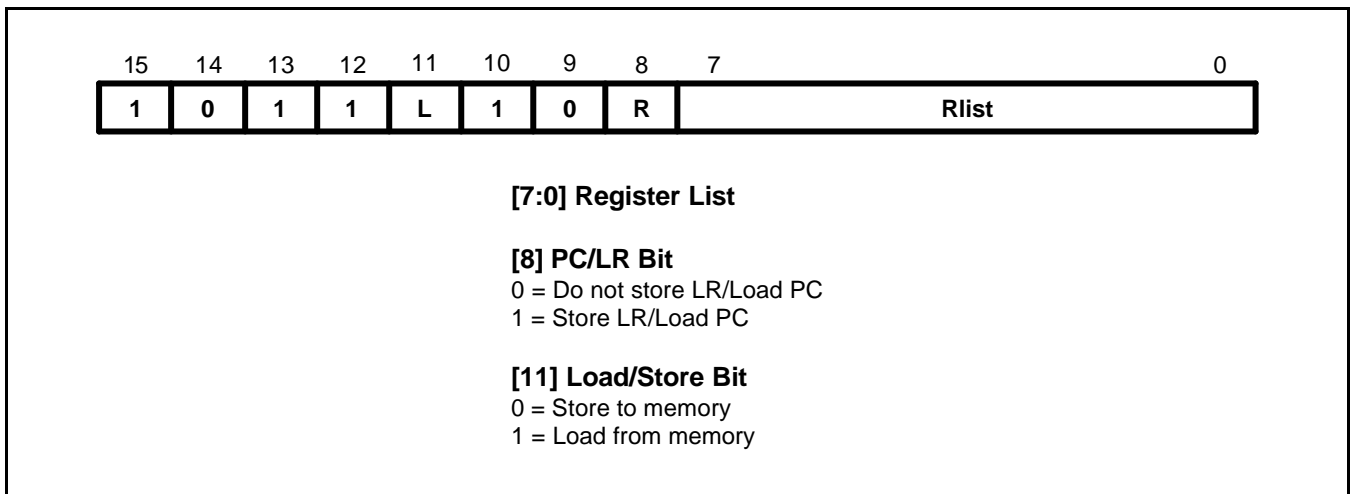 15 14 13 12 11 10 9 8 7 0
1 0 1 1 L 1 0 R Rlist
[7:0] Register List
[8] PC/LR Bit
0 = Do not store LR/Load PC
1 = Store LR/Load PC
[11] Load/Store Bit
0 = Store to memory
1 = Load from memory